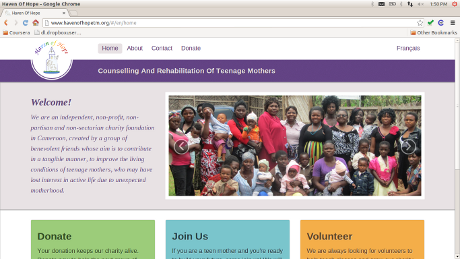 Haven Of Hope - Google Chrome
1:50 PM
Haven Of Hope
www.havenofhopetm.org/#/en/home
Coursera
dl.dropboxuser...
Other Bookmarks
Haven Of Hope
Home
About
Contact
Donate
Français
Counselling And Rehabilitation Of Teenage Mothers
Welcome!
We are an independent, non-profit, non-
partisan and non-sectarian charity foundation
in Cameroon, created by a group of
benevolent friends whose aim is to contribute
in a tangible manner, to improve the living
conditions of teenage mothers, who may have
lost interest in active life due to unexpected
motherhood.
Donate
Your donation keeps our charity alive.
Join Us
If you are a teen mother and you're ready
Volunteer
We are always looking for volunteers to